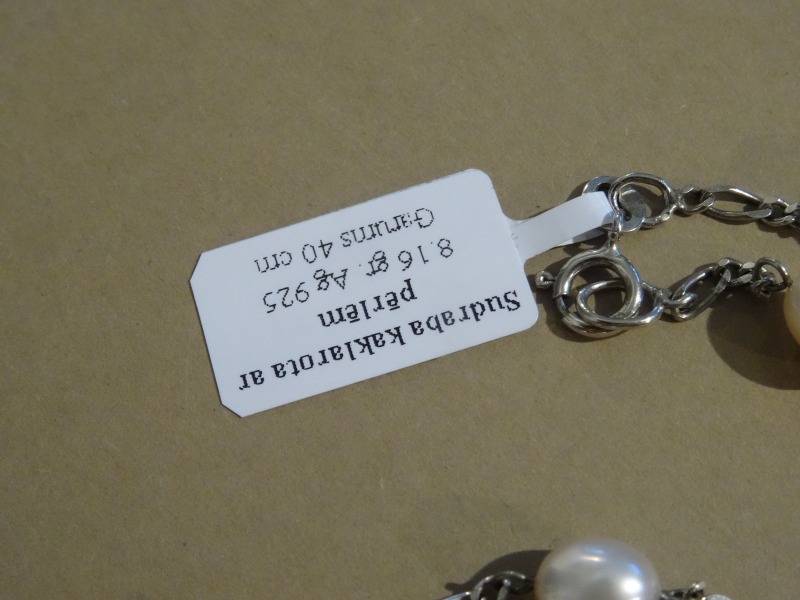 Sudraba kaklarota ar
pērlēm
8.16 gr. Ag 925
Garums 40 cm